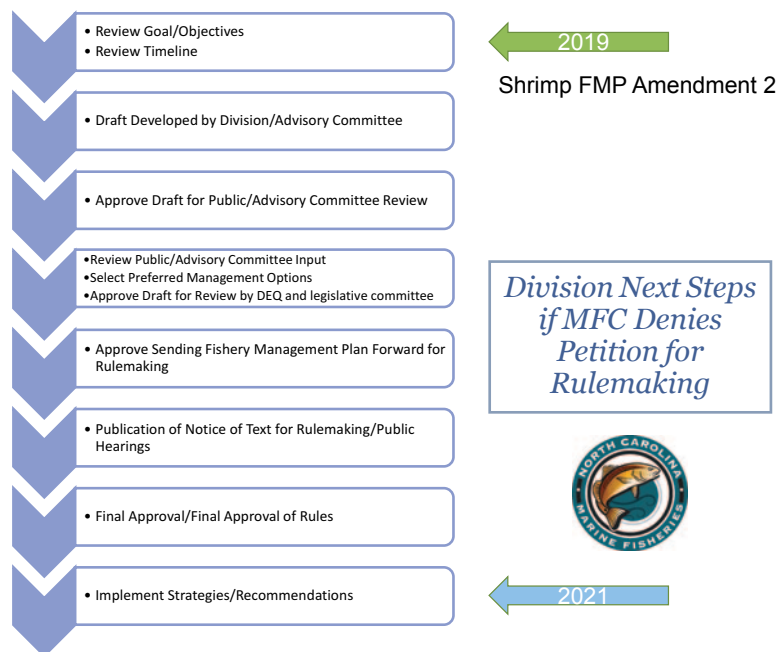 • Review Goal/Objectives
• Review Timeline
2019
Shrimp FMP Amendment 2
• Draft Developed by Division/Advisory Committee
• Approve Draft for Public/Advisory Committee Review
•Review Public/Advisory Committee Input
•Select Preferred Management Options
•Approve Draft for Review by DEQ and legislative committee
Division Next Steps
if MFC Denies
Petition for
Rulemaking
• Approve Sending Fishery Management Plan Forward for
Rulemaking
• Publication of Notice of Text for Rulemaking/Public
Hearings
NORTH CAROLINA
MARINE FISHERIES
• Final Approval/Final Approval of Rules
• Implement Strategies/Recommendations
2021